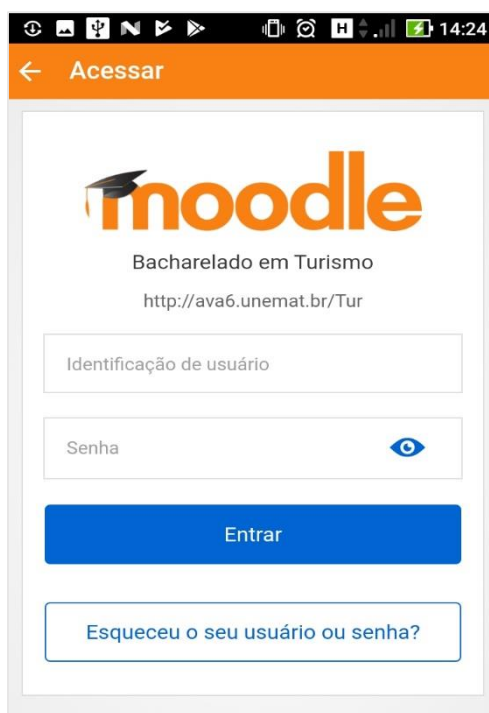 H 14:24
Acessar
moodle
Bacharelado em Turismo
http://ava6.unemat.br/Tur
Identificação de usuário
Senha
Entrar
Esqueceu o seu usuário ou senha?